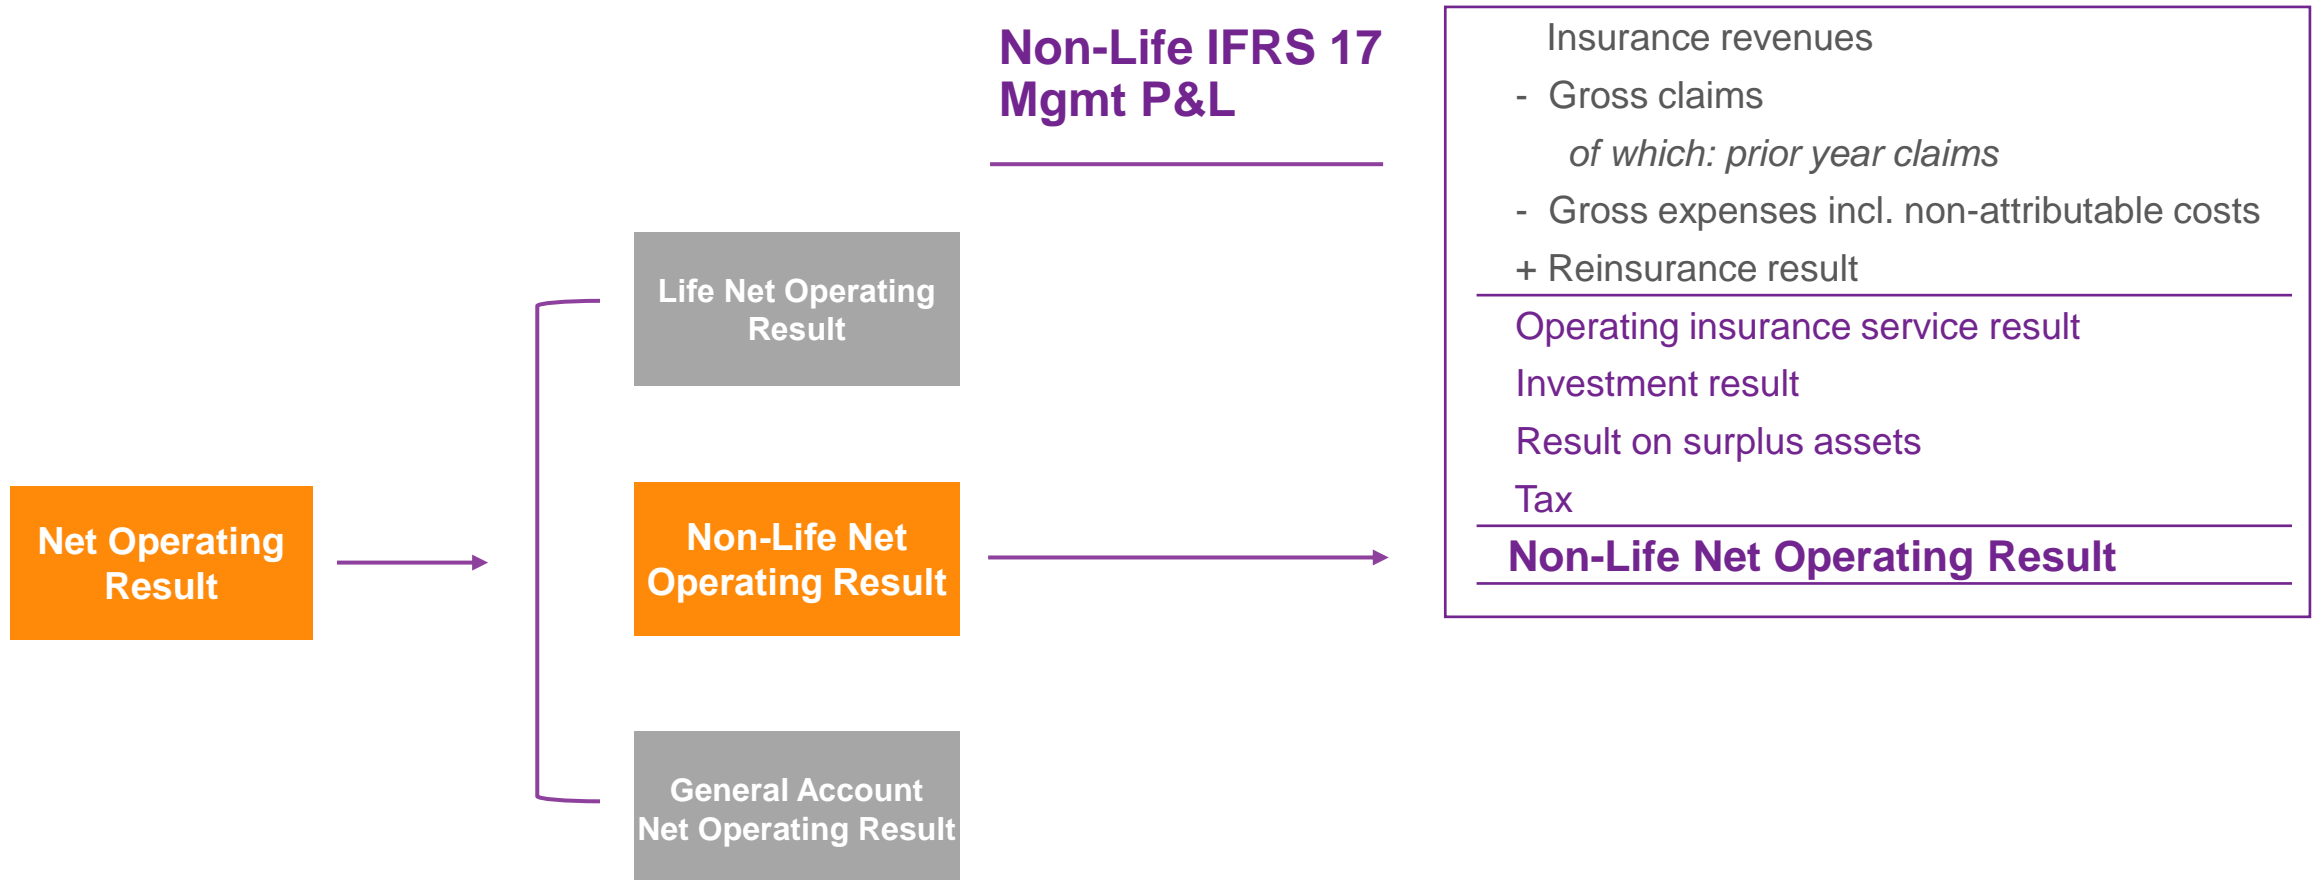 Non-Life IFRS 17
Mgmt P&L
Net Operating
Result
Life Net Operating
Result
Non-Life Net
Operating Result
General Account
Net Operating Result
Insurance revenues
- Gross claims
of which: prior year claims
- Gross expenses incl. non-attributable costs
+ Reinsurance result
Operating insurance service result
Investment result
Result on surplus assets
Tax
Non-Life Net Operating Result